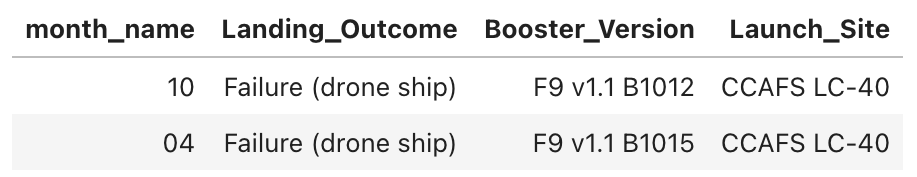 month_name Landing_Outcome Booster_Version Launch_Site
10 Failure (drone ship) F9 v1.1 B1012 CCAFS LC-40
04 Failure (drone ship) F9 v1.1 B1015 CCAFS LC-40